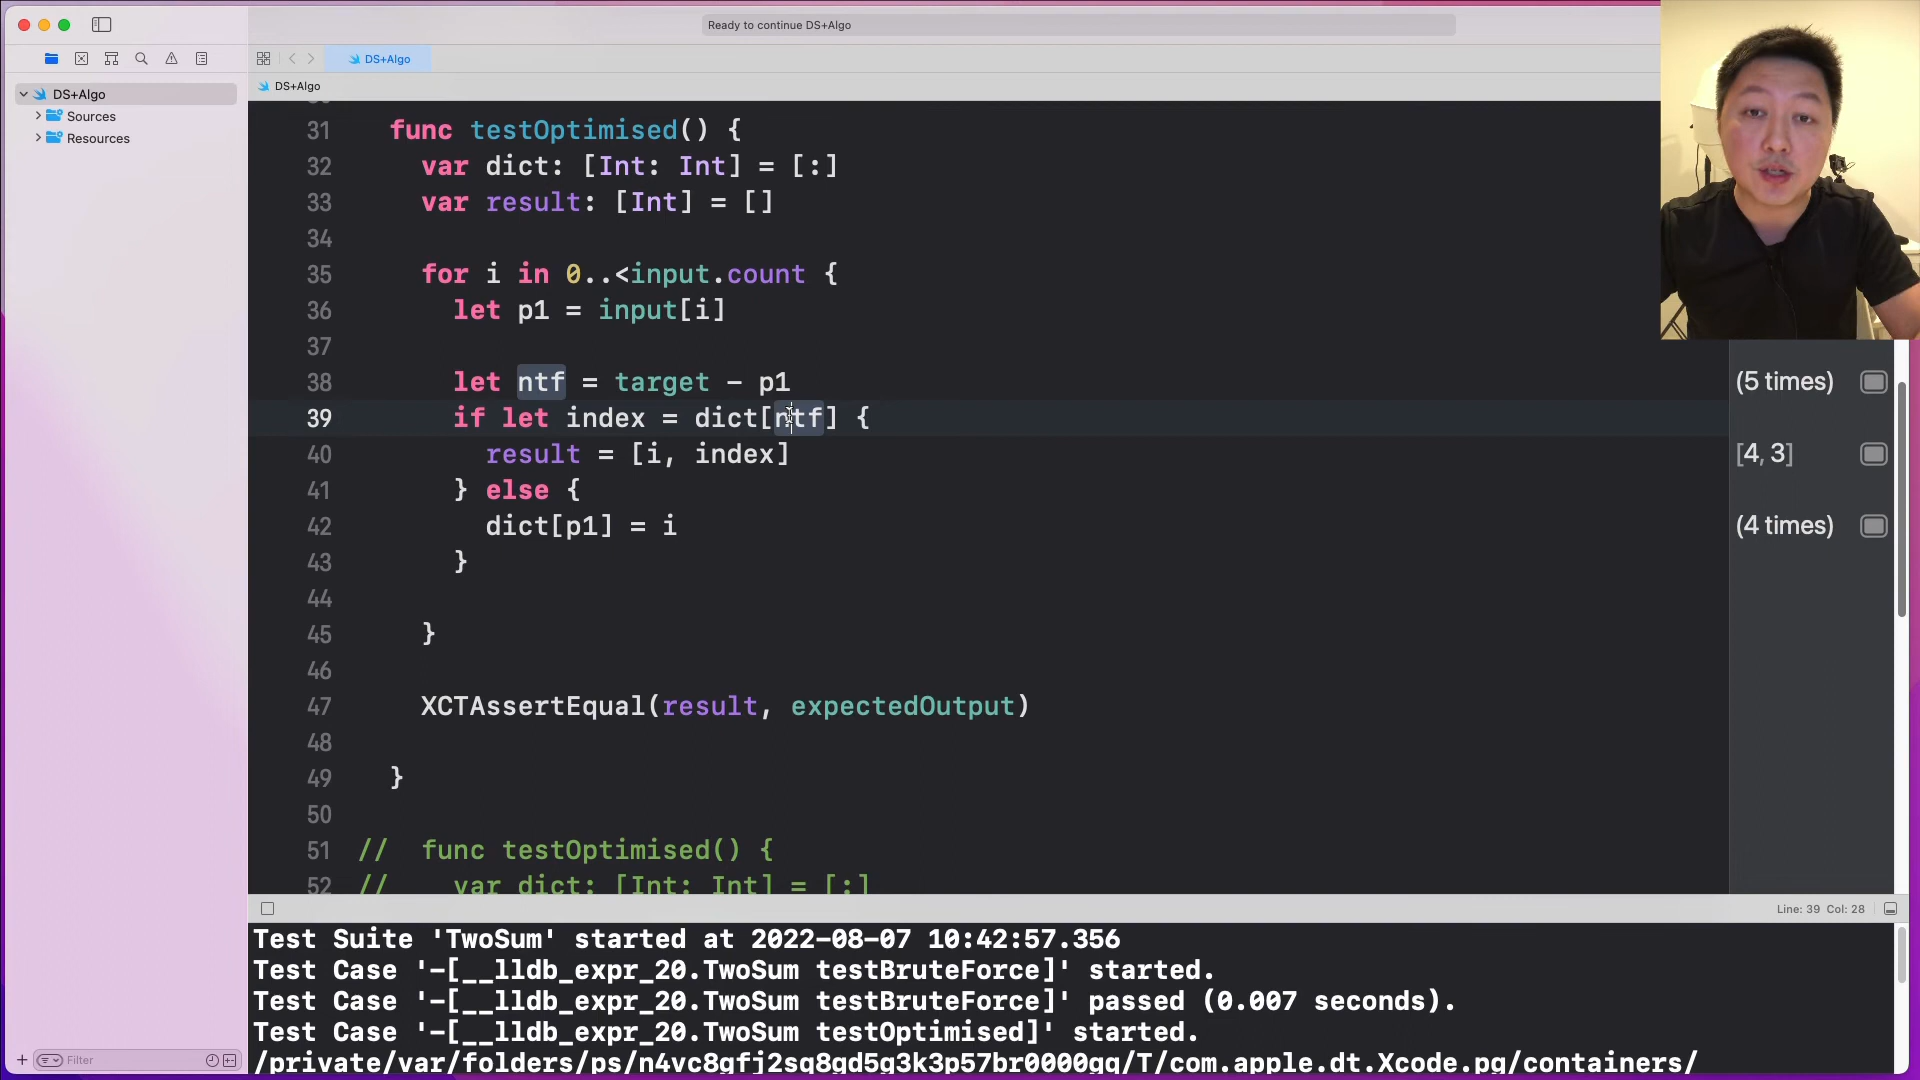 Ready to continue DS+Algo
DS+Algo
DS+Algo
DS+Algo
Sources
Resources
31 func testOptimised() {
32 var dict: [Int: Int] = [:]
33 var result: [Int] = []
34
35 for i in 0..<input.count {
36 let p1 = input[i]
37
38 let ntf = target - p1
(5 times)
39 if let index = dict[ntf] {
40 result = [i, index]
[4, 3]
41 } else {
42 dict[p1] = i
(4 times)
43 }
44
45 }
46
47 XCTAssertEqual(result, expectedOutput)
48
49 }
50
51 // func testOptimised() {
52 // var dict: [Int: Int] = [:]
Line: 39 Col: 28
Test Suite 'TwoSum' started at 2022-08-07 10:42:57.356
Test Case '-[__lldb_expr_20.TwoSum testBruteForce]' started.
Test Case '-[__lldb_expr_20.TwoSum testBruteForce]' passed (0.007 seconds).
Test Case '-[__lldb_expr_20.TwoSum testOptimised]' started.
/private/var/folders/ps/n4vc8gfj2sq8gd5g3k3p57br0000gq/T/com.apple.dt.Xcode.pg/containers/
Filter